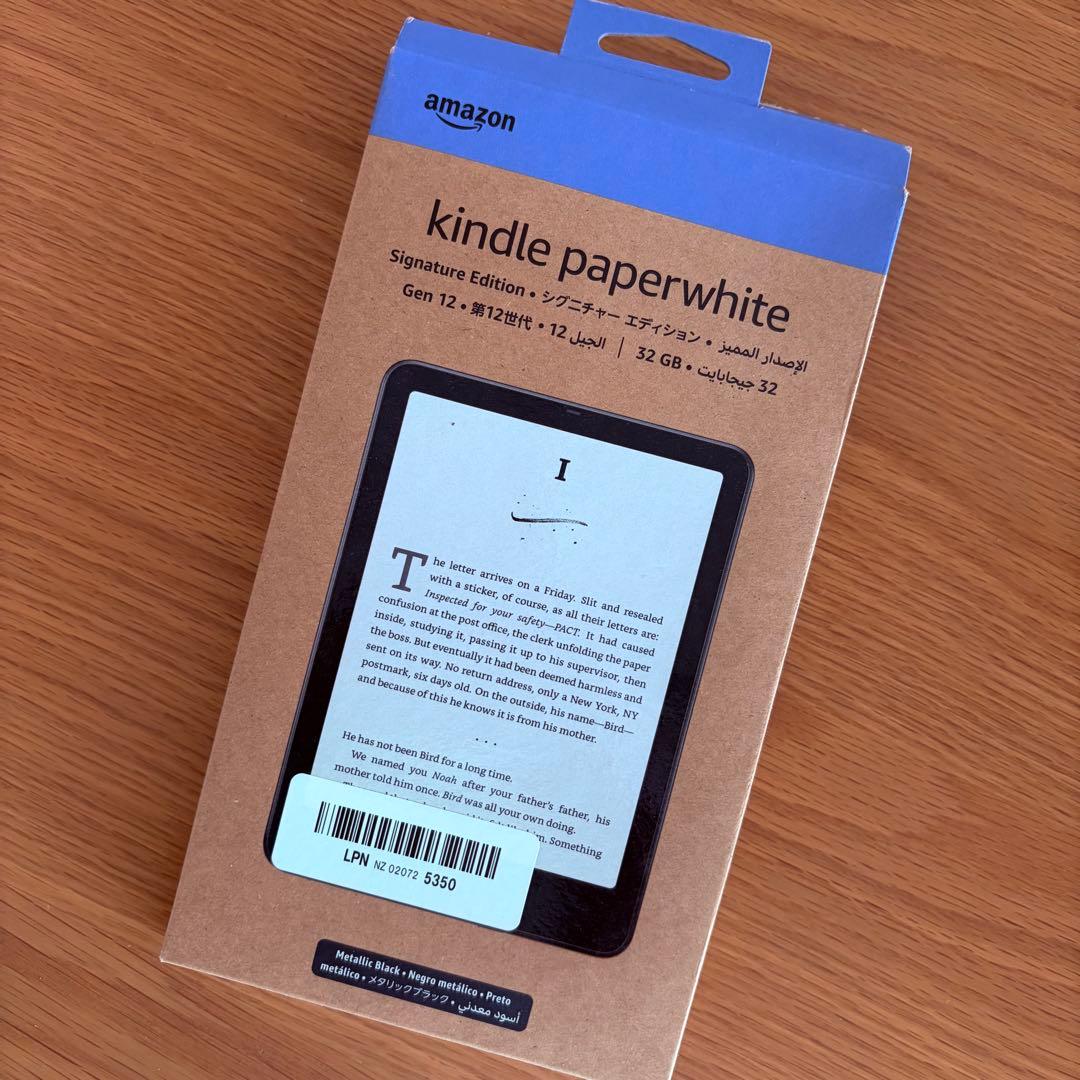 amazon
kindle paperwhite
Signature Edition • シグニチャー エディション • الإصدار المميز
Gen 12 • 第12世代 • الجيل 12 | 32 GB • 32 جيجابايت
I
The letter arrives on a Friday. Slit and resealed
with a sticker, of course, as all their letters are:
Inspected for your safety—PACT. It had caused
confusion at the post office, the clerk unfolding the paper
inside, studying it, passing it up to his supervisor, then
the boss. But eventually it had been deemed harmless and
sent on its way. No return address, only a New York, NY
postmark, six days old. On the outside, his name—Bird—
and because of this he knows it is from his mother.
• • •
He has not been Bird for a long time.
We named you Noah after your father's father, his
mother told him once. Bird was all your own doing.
him. Something
LPN NZ 02072 5350
Metallic Black • Negro metálico • Preto
metálico • メタリックブラック • أسود معدني